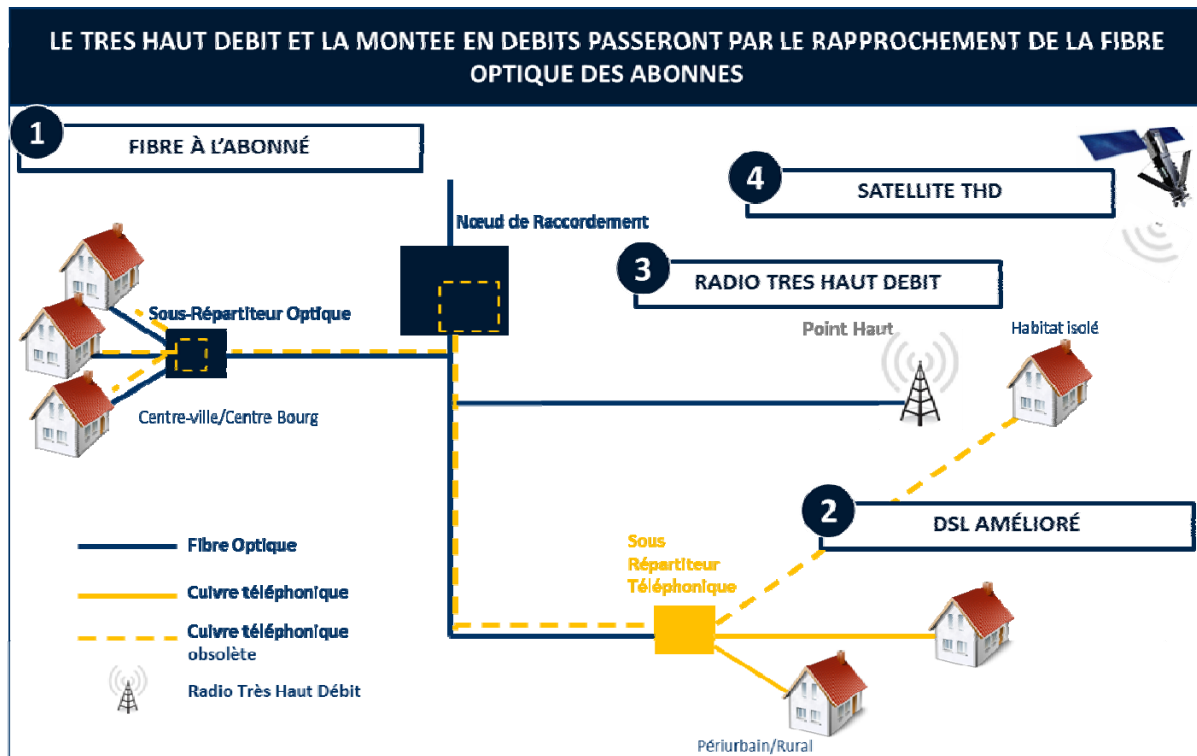 LE TRES HAUT DEBIT ET LA MONTEE EN DEBITS PASSERONT PAR LE RAPPROCHEMENT DE LA FIBRE
OPTIQUE DES ABONNES
1
FIBRE À L'ABONNÉ
4
SATELLITE THD
Nœud de Raccordement
3
RADIO TRES HAUT DEBIT
Sous-Répartiteur Optique
Point Haut
Habitat isolé
Centre-ville/Centre Bourg
2
DSL AMÉLIORÉ
Fibre Optique
Cuivre téléphonique
Cuivre téléphonique
obsolète
Radio Très Haut Débit
Sous
Répartiteur
Téléphonique
Périurbain/Rural